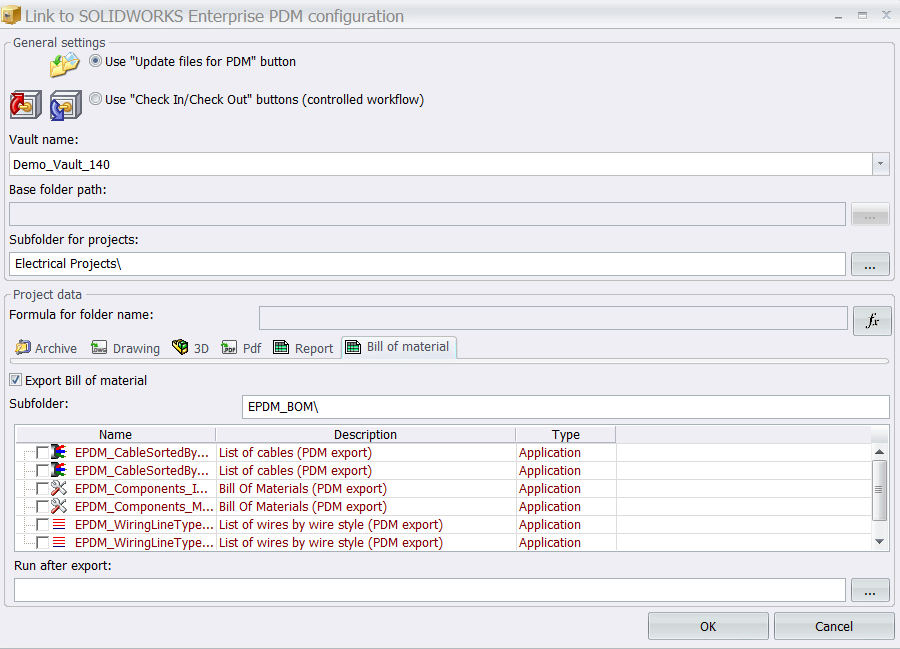 Link to SOLIDWORKS Enterprise PDM configuration
General settings
Use "Update files for PDM" button
Use "Check In/Check Out" buttons (controlled workflow)
Vault name:
Demo_Vault_140
Base folder path:
...
Subfolder for projects:
Electrical Projects\
...
Project data
Formula for folder name:
fx
Archive Drawing 3D Pdf Report Bill of material
Export Bill of material
Subfolder:
EPDM_BOM\
Name Description Type
EPDM_CableSortedBy... List of cables (PDM export) Application
EPDM_CableSortedBy... List of cables (PDM export) Application
EPDM_Components_I... Bill Of Materials (PDM export) Application
EPDM_Components_M... Bill Of Materials (PDM export) Application
EPDM_WiringLineType... List of wires by wire style (PDM export) Application
EPDM_WiringLineType... List of wires by wire style (PDM export) Application
Run after export:
...
OK Cancel